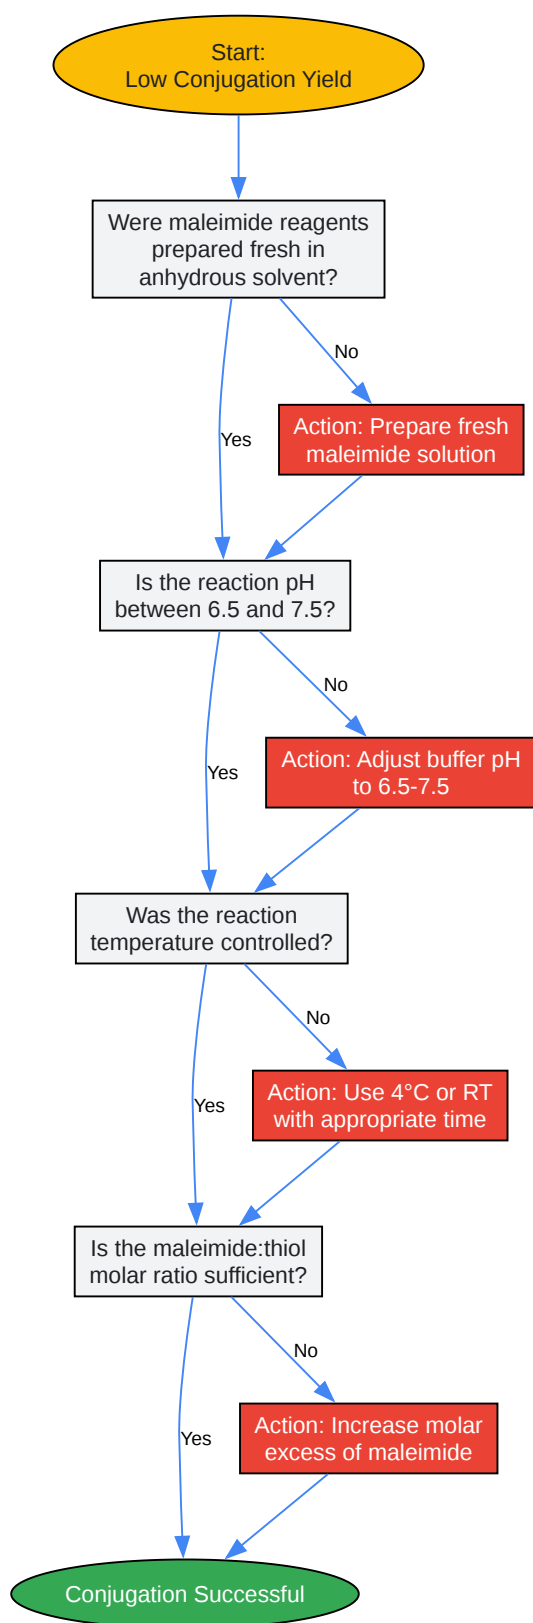 Start:
Low Conjugation Yield
Were maleimide reagents
prepared fresh in
anhydrous solvent?
No
Action: Prepare fresh
maleimide solution
Yes
Is the reaction pH
between 6.5 and 7.5?
No
Action: Adjust buffer pH
to 6.5-7.5
Yes
Was the reaction
temperature controlled?
No
Action: Use 4°C or RT
with appropriate time
Yes
Is the maleimide:thiol
molar ratio sufficient?
No
Action: Increase molar
excess of maleimide
Yes
Conjugation Successful